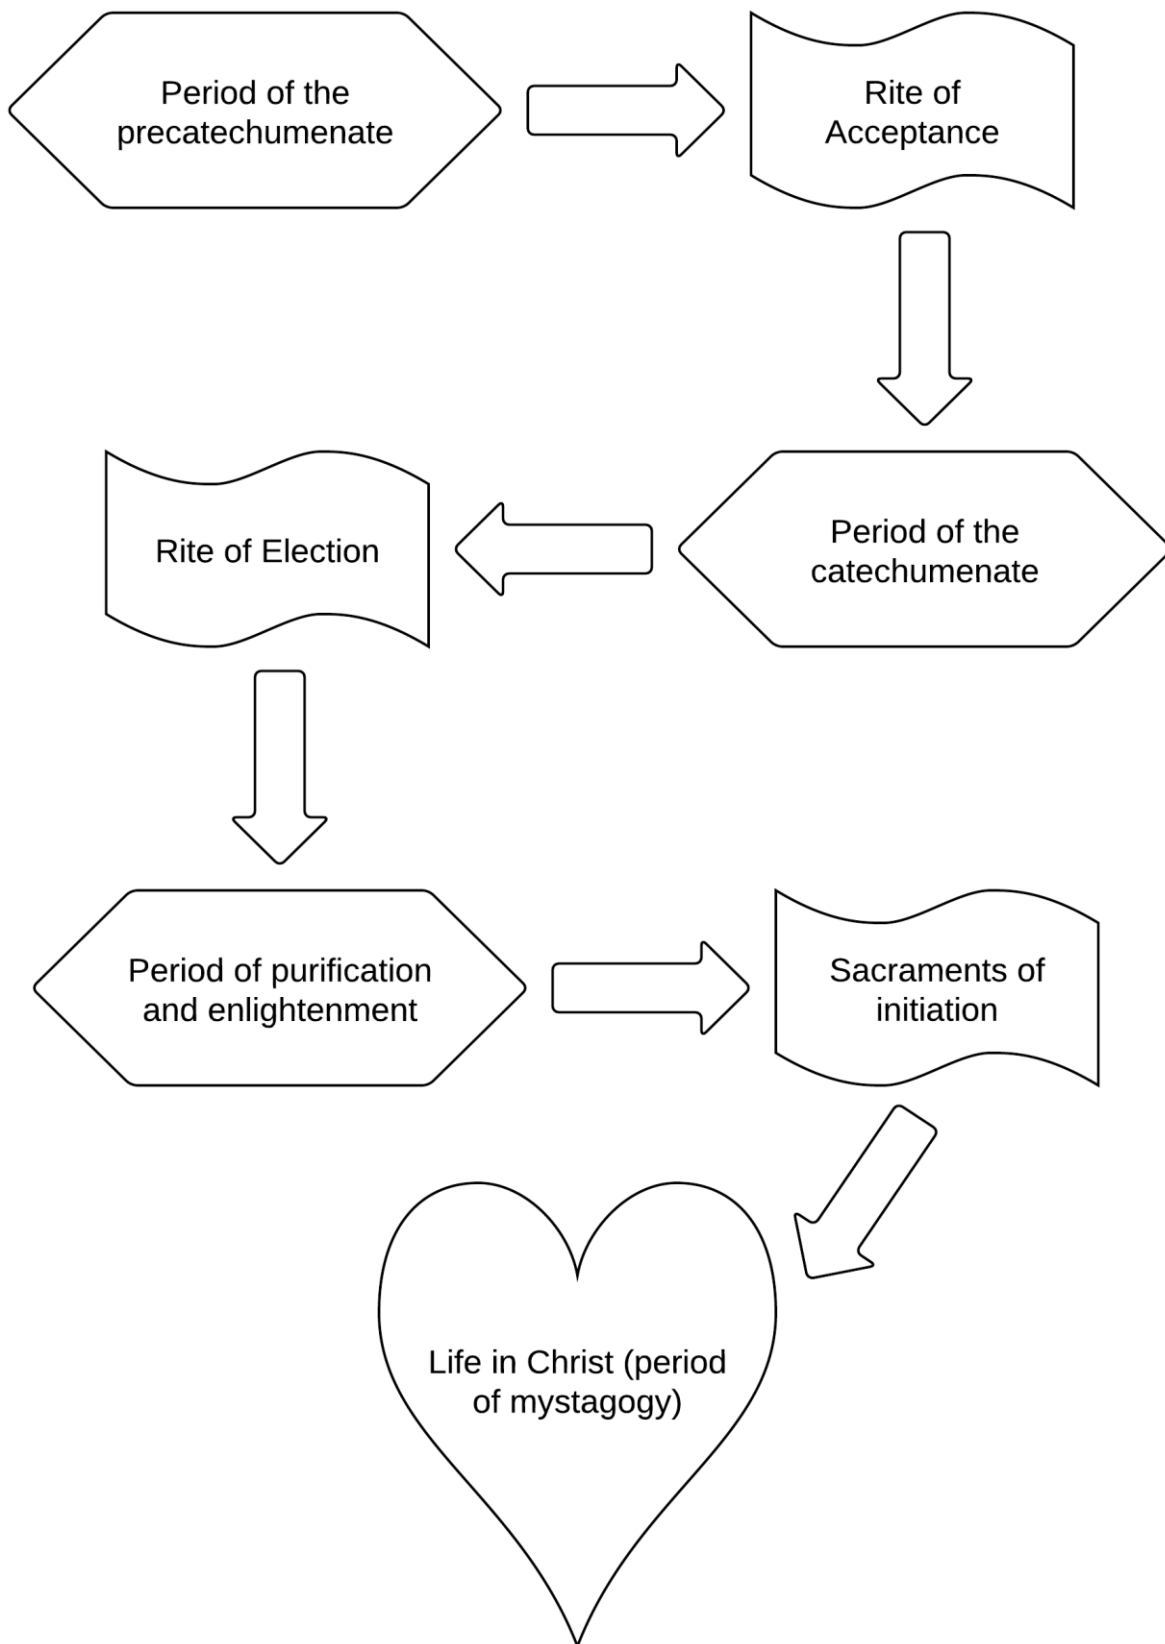 Period of the
precatechumenate
Rite of
Acceptance
Period of the
catechumenate
Rite of Election
Period of purification
and enlightenment
Sacraments of
initiation
Life in Christ (period
of mystagogy)